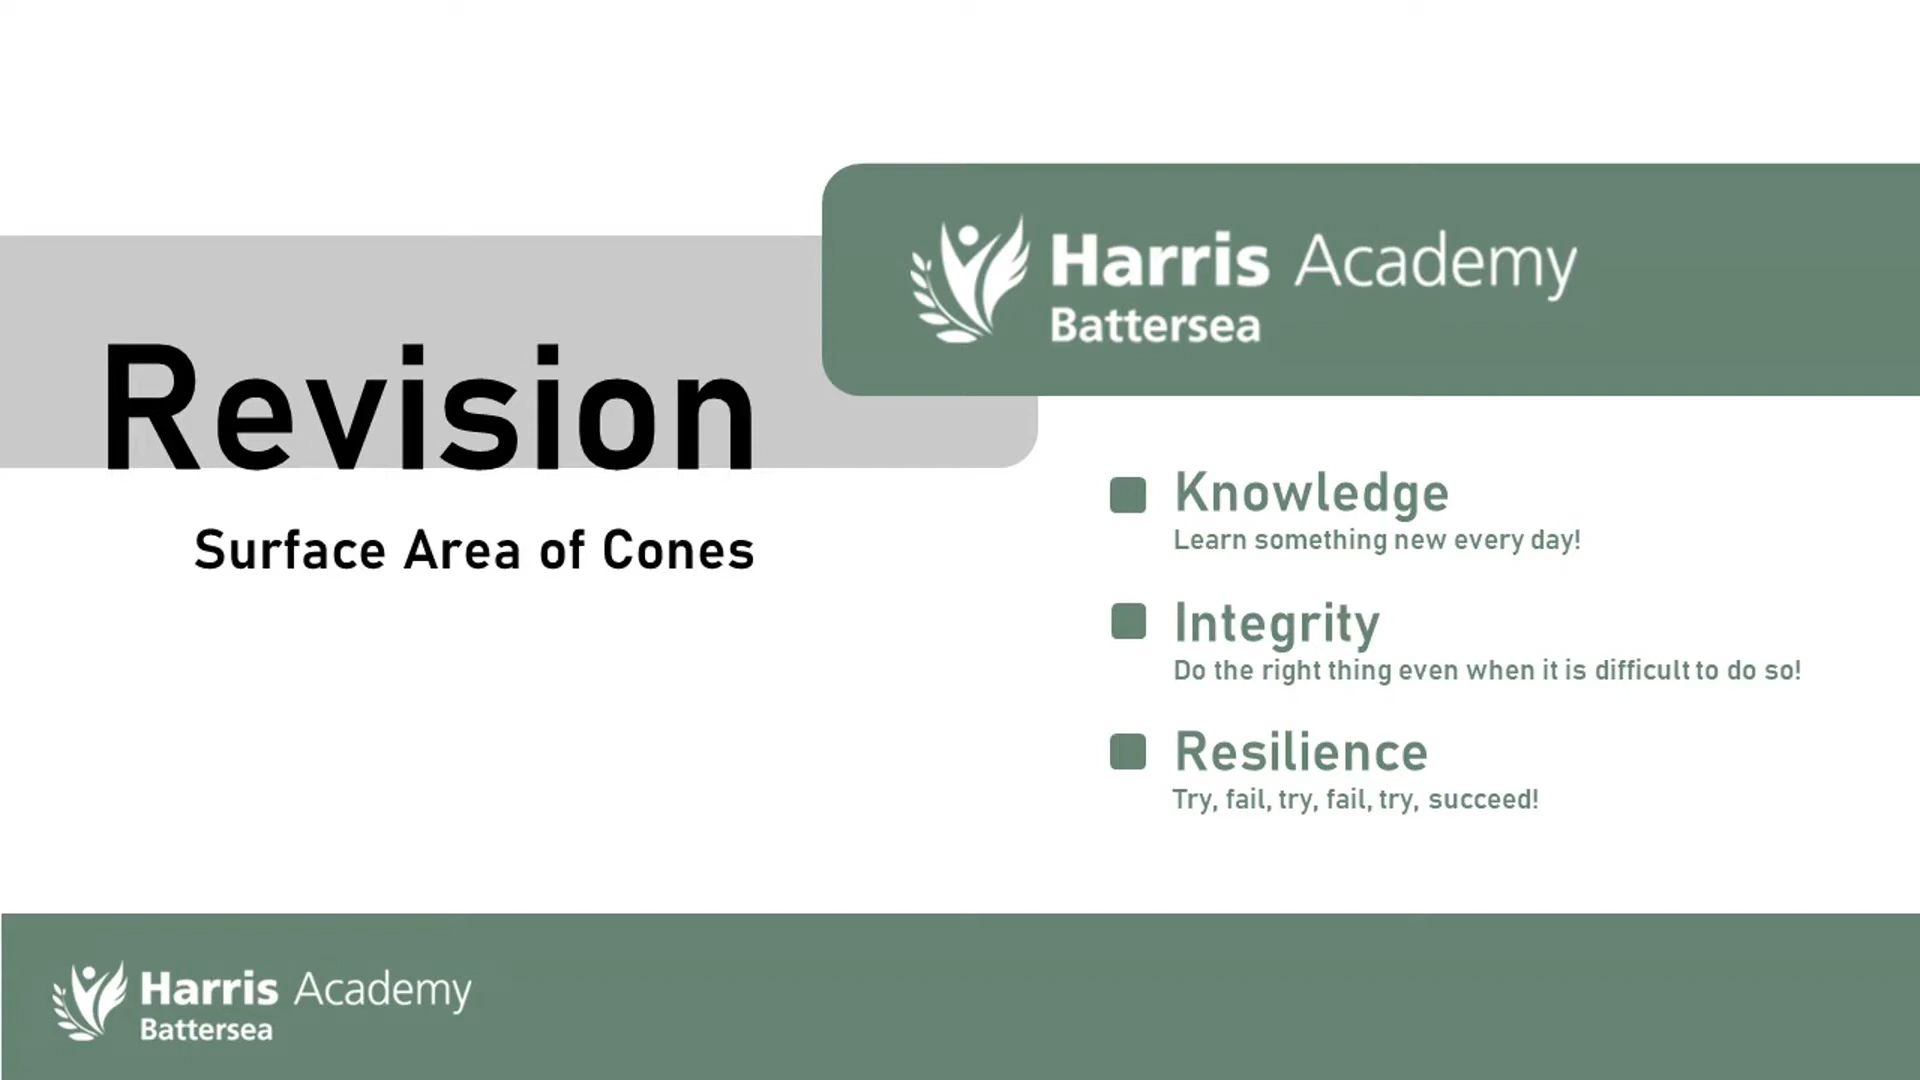 Harris Academy
Battersea
Revision
Surface Area of Cones
Knowledge
Learn something new every day!
Integrity
Do the right thing even when it is difficult to do so!
Resilience
Try, fail, try, fail, try, succeed!
Harris Academy
Battersea